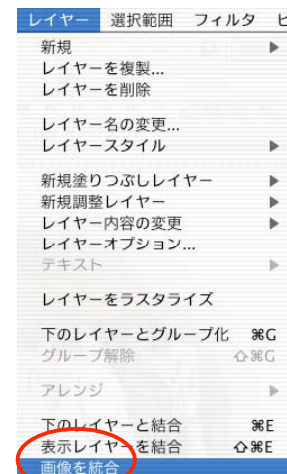 レイヤー 選択範囲 フィルタ
新規
レイヤーを複製...
レイヤーを削除
レイヤー名の変更...
レイヤースタイル
新規塗りつぶしレイヤー
新規調整レイヤー
レイヤー内容の変更
レイヤーオプション...
テキスト
レイヤーをラスタライズ
下のレイヤーとグループ化 ⌘G
グループ解除 ⇧⌘G
アレンジ
下のレイヤーと結合 ⌘E
表示レイヤーを結合 ⇧⌘E
画像を統合